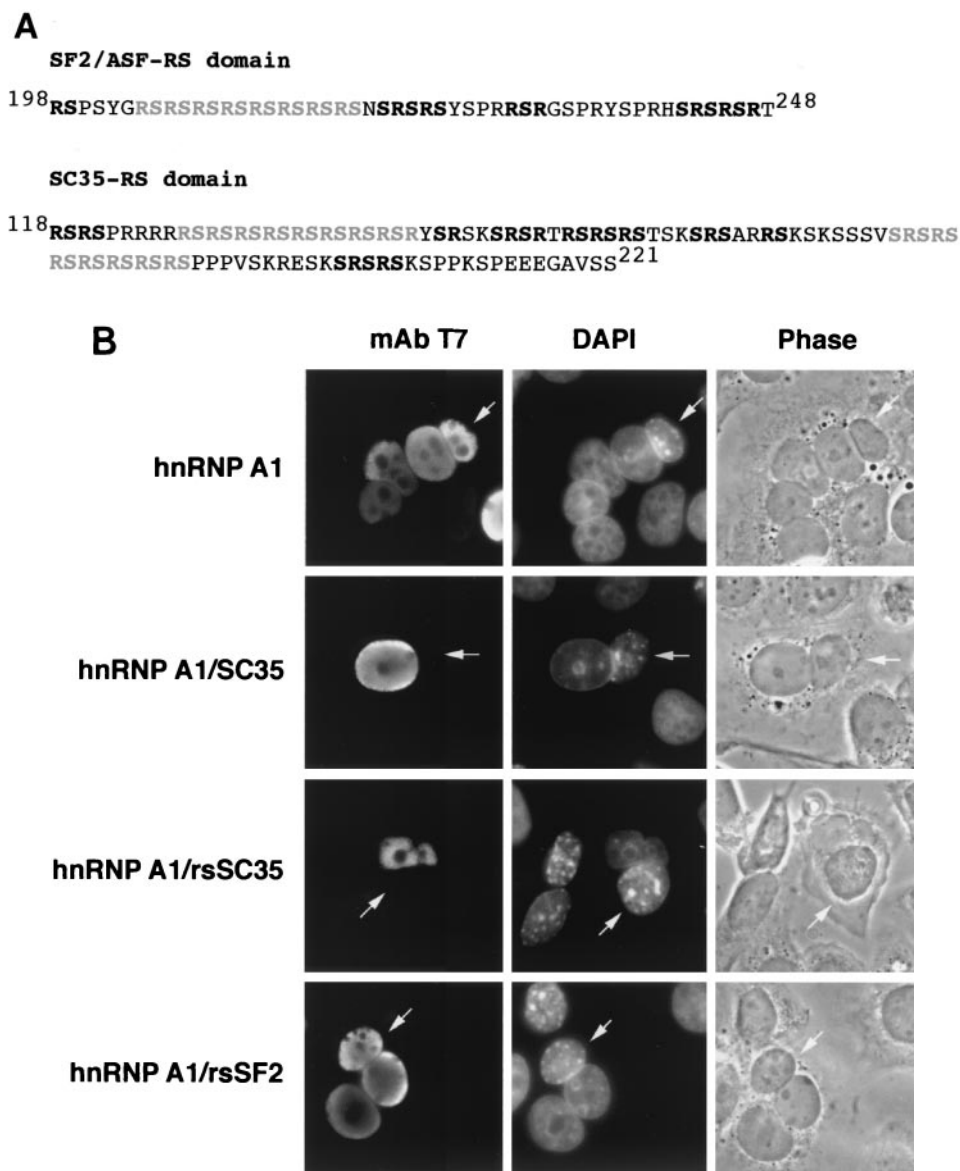 A
SF2/ASF-RS domain
198RSPSYGRSRSRSRSRSRSRSRSNSRSRSYSPRRSRGSPRYSPRHSRSRSRT248
SC35-RS domain
118RSRSPRRRRRSRSRSRSRSRSRSRYSRSKSRSRTRSRSRSTSKSRSARRSKSKSSSVSRSRS
RSRSRSRSRSPPPVSKRESKSRSRSKSPPKSPEEEGAVSS221
B
mAb T7 DAPI Phase
hnRNP A1
hnRNP A1/SC35
hnRNP A1/rsSC35
hnRNP A1/rsSF2